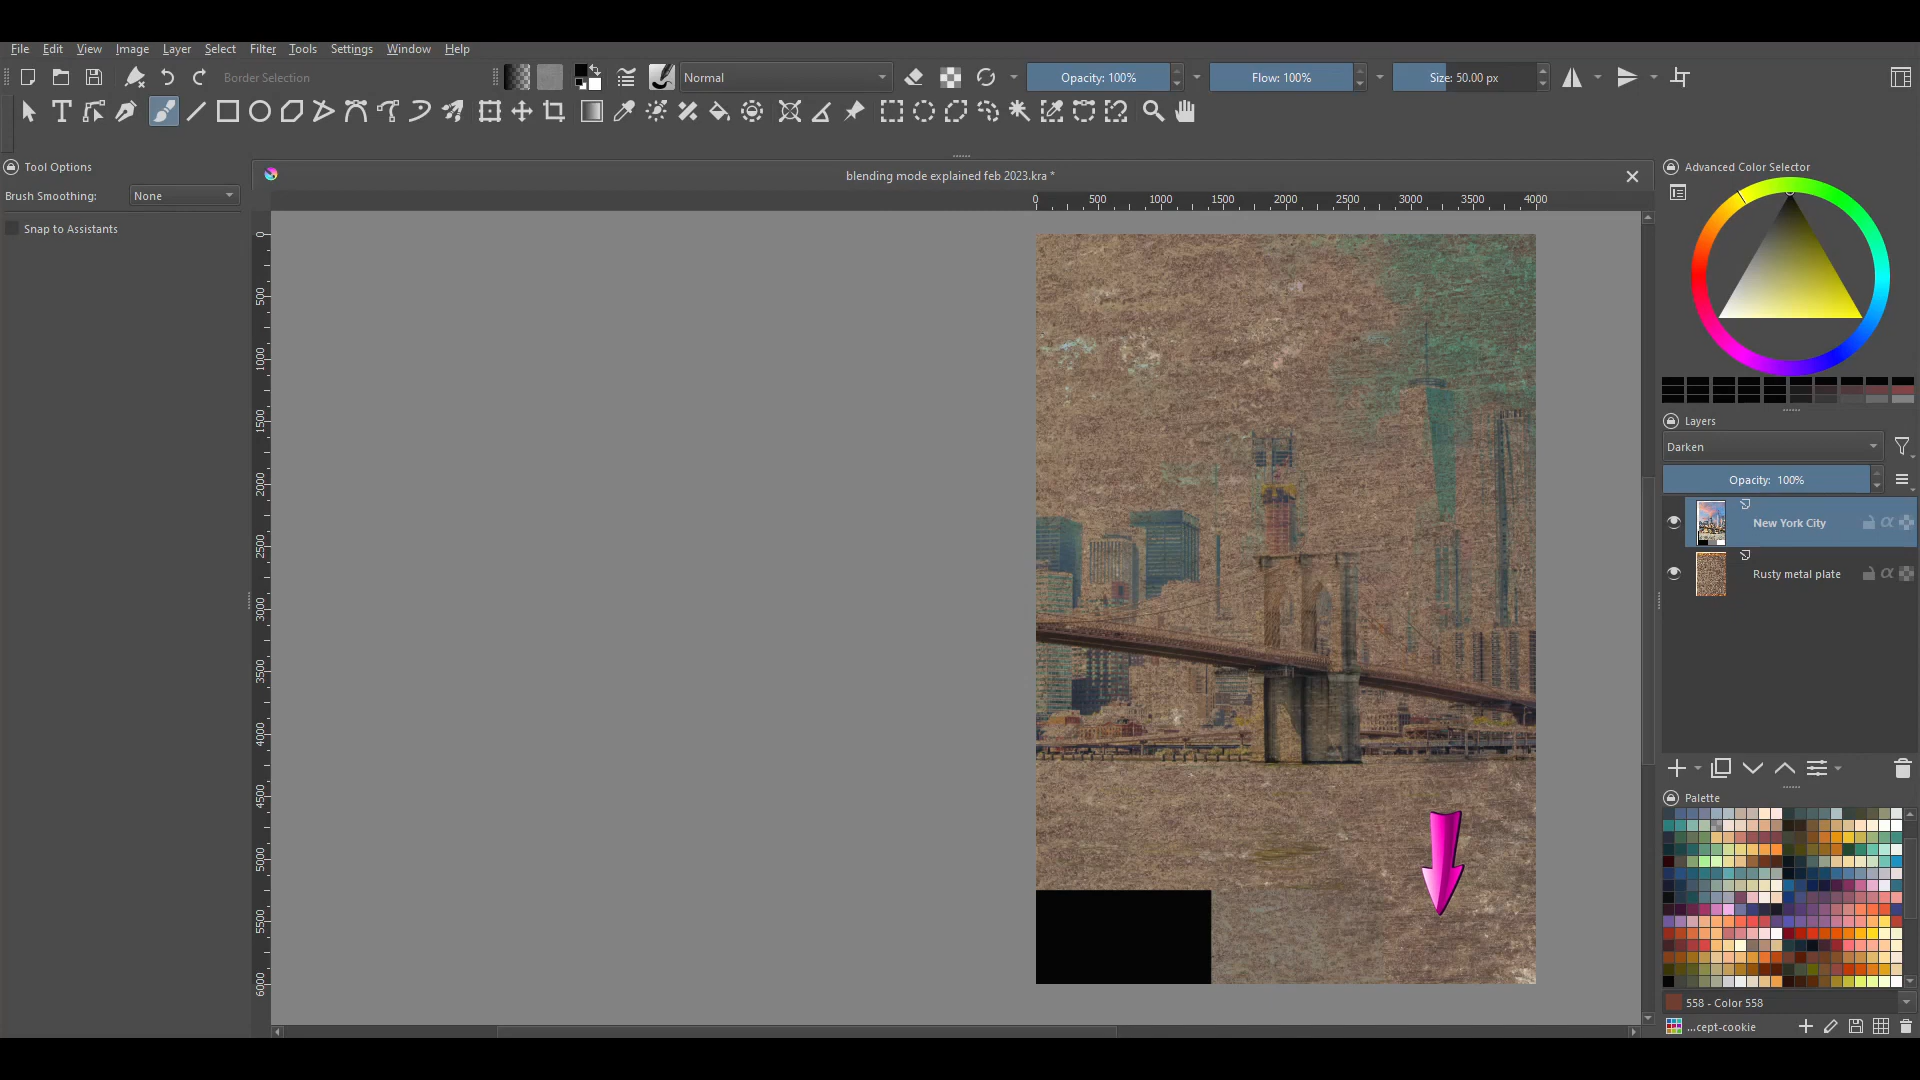 File Edit View Image Layer Select Filter Tools Settings Window Help
Border Selection
Normal
Opacity: 100%
Flow: 100%
Size: 50.00 px
Tool Options
Brush Smoothing: None
Snap to Assistants
blending mode explained feb 2023.kra *
0 500 1000 1500 2000 2500 3000 3500 4000
0
500
1000
1500
2000
2500
3000
3500
4000
4500
5000
5500
6000
Advanced Color Selector
Layers
Darken
Opacity: 100%
New York City
Rusty metal plate
Palette
558 - Color 558
...cept-cookie